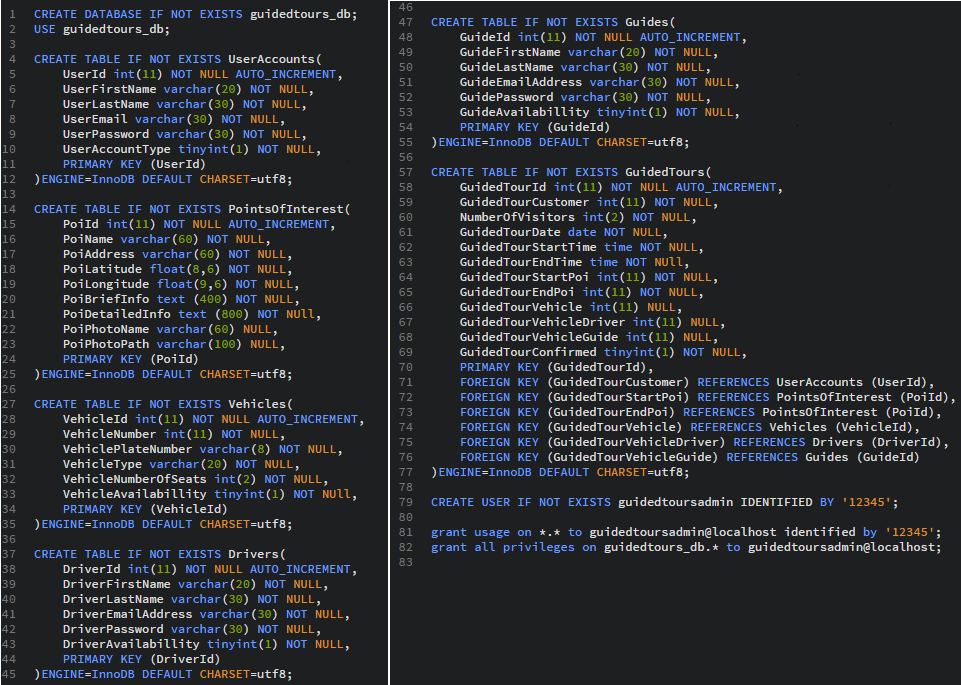 1 CREATE DATABASE IF NOT EXISTS guidedtours_db;
2 USE guidedtours_db;
3
4 CREATE TABLE IF NOT EXISTS UserAccounts(
5 UserId int(11) NOT NULL AUTO_INCREMENT,
6 UserFirstName varchar(20) NOT NULL,
7 UserLastName varchar(30) NOT NULL,
8 UserEmail varchar(30) NOT NULL,
9 UserPassword varchar(30) NOT NULL,
10 UserAccountType tinyint(1) NOT NULL,
11 PRIMARY KEY (UserId)
12 )ENGINE=InnoDB DEFAULT CHARSET=utf8;
13
14 CREATE TABLE IF NOT EXISTS PointsOfInterest(
15 PoiId int(11) NOT NULL AUTO_INCREMENT,
16 PoiName varchar(60) NOT NULL,
17 PoiAddress varchar(60) NOT NULL,
18 PoiLatitude float(8,6) NOT NULL,
19 PoiLongitude float(9,6) NOT NULL,
20 PoiBriefInfo text (400) NOT NULL,
21 PoiDetailedInfo text (800) NOT NUll,
22 PoiPhotoName varchar(60) NULL,
23 PoiPhotoPath varchar(100) NULL,
24 PRIMARY KEY (PoiId)
25 )ENGINE=InnoDB DEFAULT CHARSET=utf8;
26
27 CREATE TABLE IF NOT EXISTS Vehicles(
28 VehicleId int(11) NOT NULL AUTO_INCREMENT,
29 VehicleNumber int(11) NOT NULL,
30 VehiclePlateNumber varchar(8) NOT NULL,
31 VehicleType varchar(20) NOT NULL,
32 VehicleNumberOfSeats int(2) NOT NULL,
33 VehicleAvailabillity tinyint(1) NOT NUll,
34 PRIMARY KEY (VehicleId)
35 )ENGINE=InnoDB DEFAULT CHARSET=utf8;
36
37 CREATE TABLE IF NOT EXISTS Drivers(
38 DriverId int(11) NOT NULL AUTO_INCREMENT,
39 DriverFirstName varchar(20) NOT NULL,
40 DriverLastName varchar(30) NOT NULL,
41 DriverEmailAddress varchar(30) NOT NULL,
42 DriverPassword varchar(30) NOT NULL,
43 DriverAvailabillity tinyint(1) NOT NULL,
44 PRIMARY KEY (DriverId)
45 )ENGINE=InnoDB DEFAULT CHARSET=utf8;
46
47 CREATE TABLE IF NOT EXISTS Guides(
48 GuideId int(11) NOT NULL AUTO_INCREMENT,
49 GuideFirstName varchar(20) NOT NULL,
50 GuideLastName varchar(30) NOT NULL,
51 GuideEmailAddress varchar(30) NOT NULL,
52 GuidePassword varchar(30) NOT NULL,
53 GuideAvailabillity tinyint(1) NOT NULL,
54 PRIMARY KEY (GuideId)
55 )ENGINE=InnoDB DEFAULT CHARSET=utf8;
56
57 CREATE TABLE IF NOT EXISTS GuidedTours(
58 GuidedTourId int(11) NOT NULL AUTO_INCREMENT,
59 GuidedTourCustomer int(11) NOT NULL,
60 NumberOfVisitors int(2) NOT NULL,
61 GuidedTourDate date NOT NULL,
62 GuidedTourStartTime time NOT NULL,
63 GuidedTourEndTime time NOT NUll,
64 GuidedTourStartPoi int(11) NOT NULL,
65 GuidedTourEndPoi int(11) NOT NULL,
66 GuidedTourVehicle int(11) NULL,
67 GuidedTourVehicleDriver int(11) NULL,
68 GuidedTourVehicleGuide int(11) NULL,
69 GuidedTourConfirmed tinyint(1) NOT NULL,
70 PRIMARY KEY (GuidedTourId),
71 FOREIGN KEY (GuidedTourCustomer) REFERENCES UserAccounts (UserId),
72 FOREIGN KEY (GuidedTourStartPoi) REFERENCES PointsOfInterest (PoiId),
73 FOREIGN KEY (GuidedTourEndPoi) REFERENCES PointsOfInterest (PoiId),
74 FOREIGN KEY (GuidedTourVehicle) REFERENCES Vehicles (VehicleId),
75 FOREIGN KEY (GuidedTourVehicleDriver) REFERENCES Drivers (DriverId),
76 FOREIGN KEY (GuidedTourVehicleGuide) REFERENCES Guides (GuideId)
77 )ENGINE=InnoDB DEFAULT CHARSET=utf8;
78
79 CREATE USER IF NOT EXISTS guidedtoursadmin IDENTIFIED BY '12345';
80
81 grant usage on *.* to guidedtoursadmin@localhost identified by '12345';
82 grant all privileges on guidedtours_db.* to guidedtoursadmin@localhost;
83